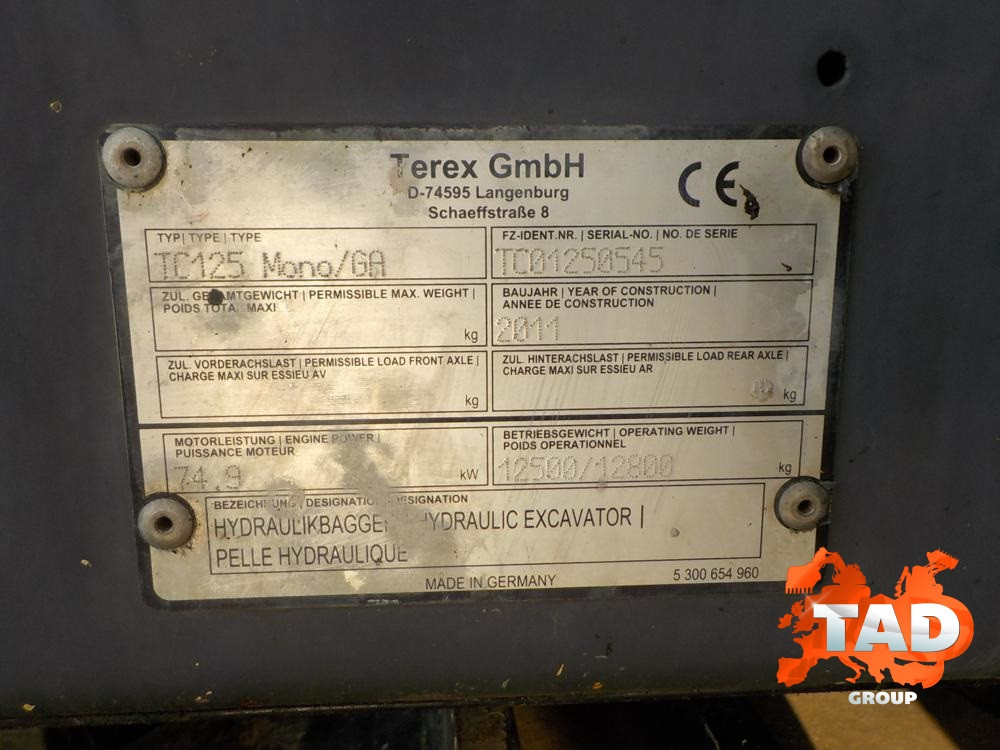 Terex GmbH
D-74595 Langenburg
Schaeffstraße 8
CE
TYP | TYPE | TYPE
TC125 Mono/GA
FZ-IDENT.NR. | SERIAL-NO. | NO. DE SERIE
TC01250545
ZUL. GESAMTGEWICHT | PERMISSIBLE MAX. WEIGHT |
POIDS TOTAL MAXI
kg
BAUJAHR | YEAR OF CONSTRUCTION |
ANNEE DE CONSTRUCTION
2011
ZUL. VORDERACHSLAST | PERMISSIBLE LOAD FRONT AXLE |
CHARGE MAXI SUR ESSIEU AV
kg
ZUL. HINTERACHSLAST | PERMISSIBLE LOAD REAR AXLE |
CHARGE MAXI SUR ESSIEU AR
kg
MOTORLEISTUNG | ENGINE POWER |
PUISSANCE MOTEUR
74.9
kW
BETRIEBSGEWICHT | OPERATING WEIGHT |
POIDS OPERATIONNEL
12500/12800
kg
BEZEICHNUNG | DESIGNATION | DESIGNATION
HYDRAULIKBAGGER | HYDRAULIC EXCAVATOR |
PELLE HYDRAULIQUE
MADE IN GERMANY
5 300 654 960
TAD
GROUP